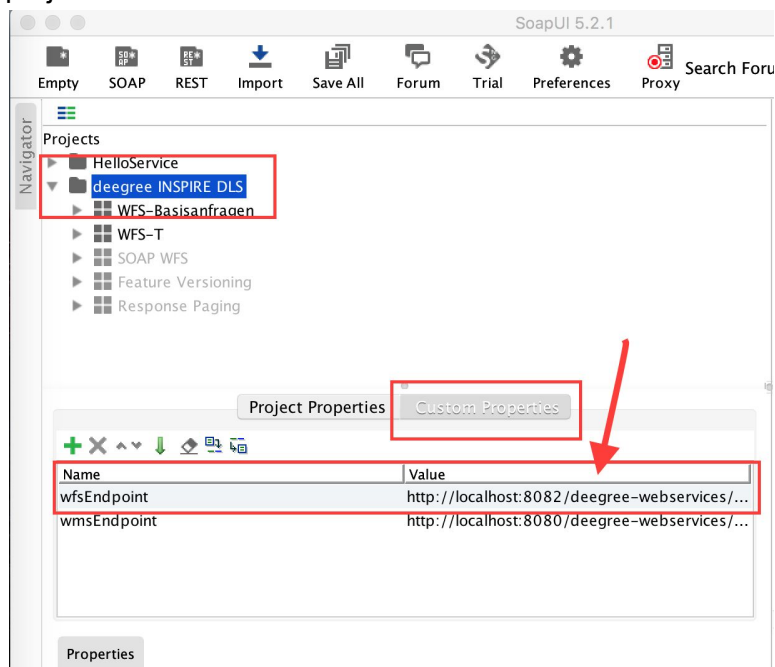 SoapUI 5.2.1
Empty SOAP REST Import Save All Forum Trial Preferences Proxy Search Foru
Navigator
Projects
HelloService
deegree INSPIRE DLS
WFS-Basisanfragen
WFS-T
SOAP WFS
Feature Versioning
Response Paging
Project Properties Custom Properties
Name Value
wfsEndpoint http://localhost:8082/deegree-webservices/...
wmsEndpoint http://localhost:8080/deegree-webservices/...
Properties